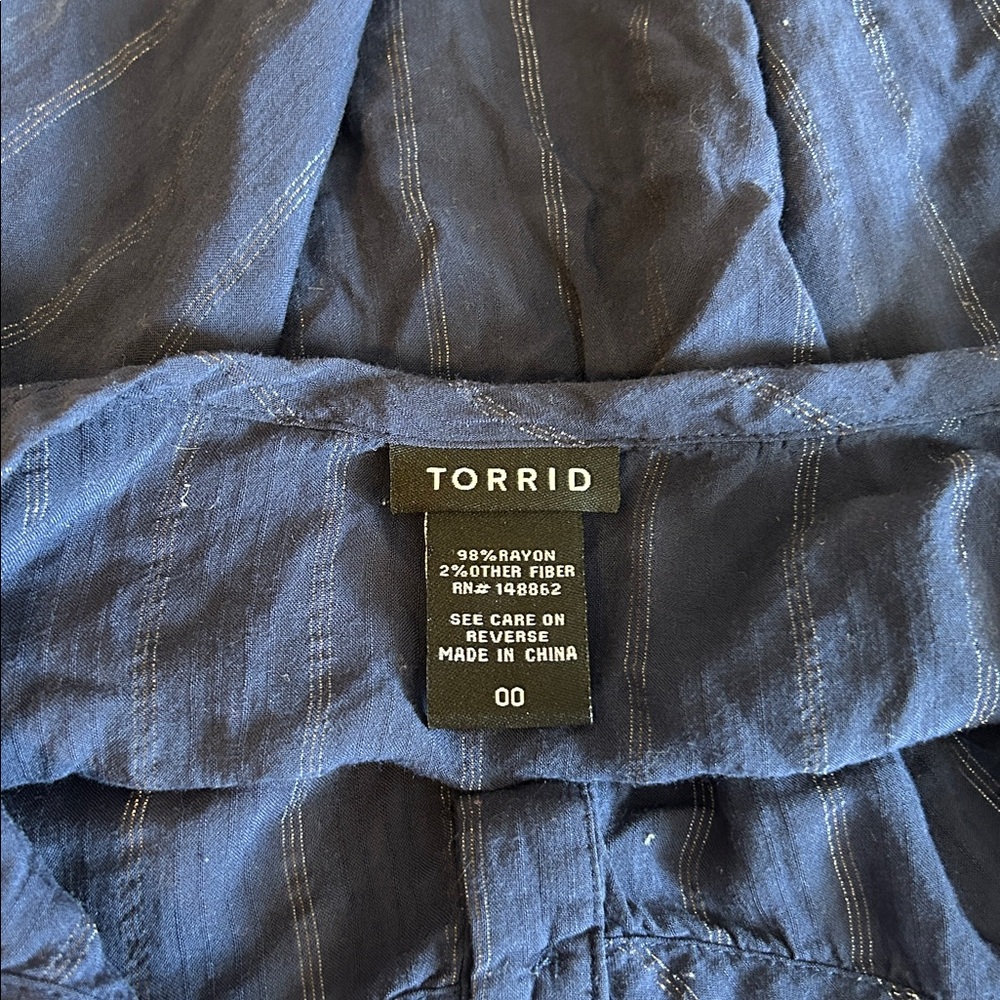 TORRID
98%RAYON
2%OTHER FIBER
RN# 148862
SEE CARE ON
REVERSE
MADE IN CHINA
00